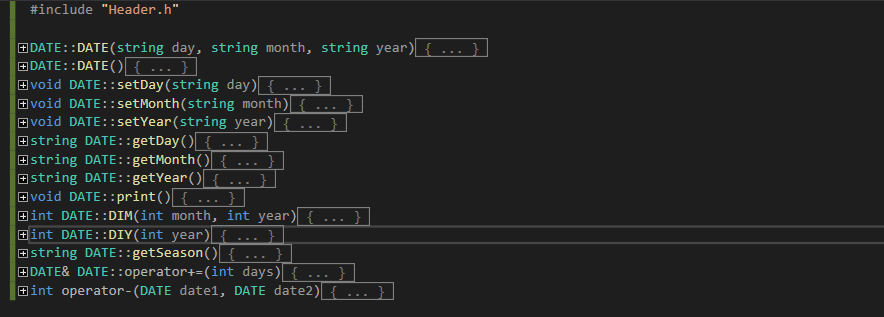 #include "Header.h"
DATE::DATE(string day, string month, string year) { ... }
DATE::DATE() { ... }
void DATE::setDay(string day) { ... }
void DATE::setMonth(string month) { ... }
void DATE::setYear(string year) { ... }
string DATE::getDay() { ... }
string DATE::getMonth() { ... }
string DATE::getYear() { ... }
void DATE::print() { ... }
int DATE::DIM(int month, int year) { ... }
int DATE::DIY(int year) { ... }
string DATE::getSeason() { ... }
DATE& DATE::operator+=(int days) { ... }
int operator-(DATE date1, DATE date2) { ... }